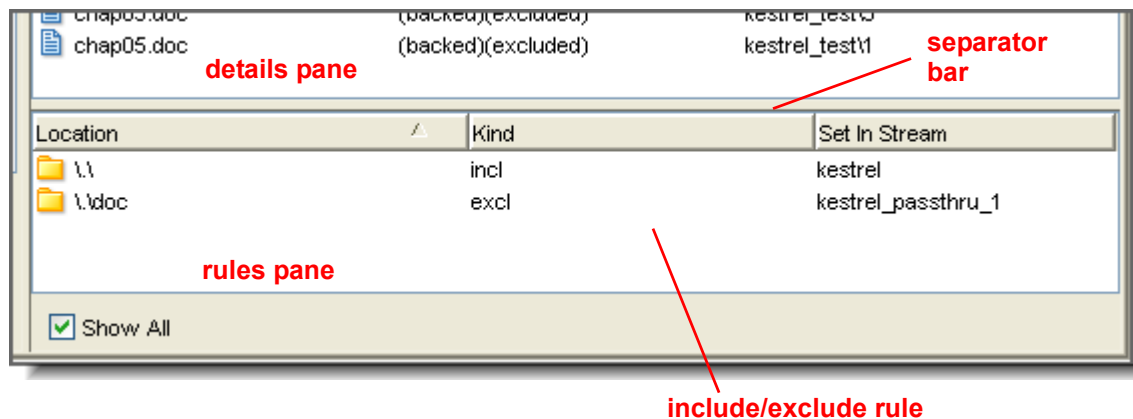 chap05.doc (backed)(excluded) kestrel_test\1
details pane
separator
bar
Location Kind Set In Stream
\.\ incl kestrel
\.\doc excl kestrel_passthru_1
rules pane
Show All
include/exclude rule